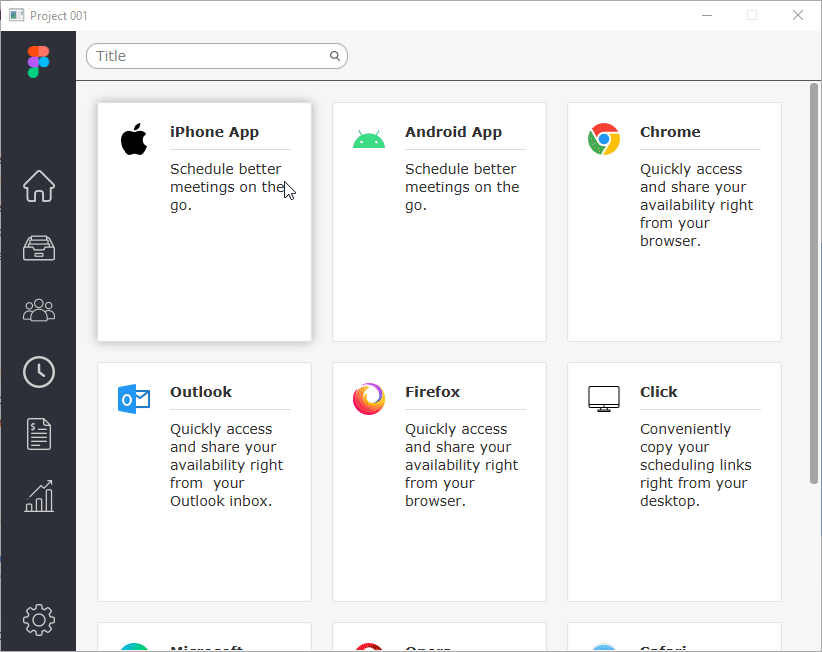 Project 001
Title
iPhone App
Schedule better
meetings on the
go.
Android App
Schedule better
meetings on the
go.
Chrome
Quickly access
and share your
availability right
from your
browser.
Outlook
Quickly access
and share your
availability right
from  your
Outlook inbox.
Firefox
Quickly access
and share your
availability right
from your
browser.
Click
Conveniently
copy your
scheduling links
right from your
desktop.
Microsoft
Opera
Safari